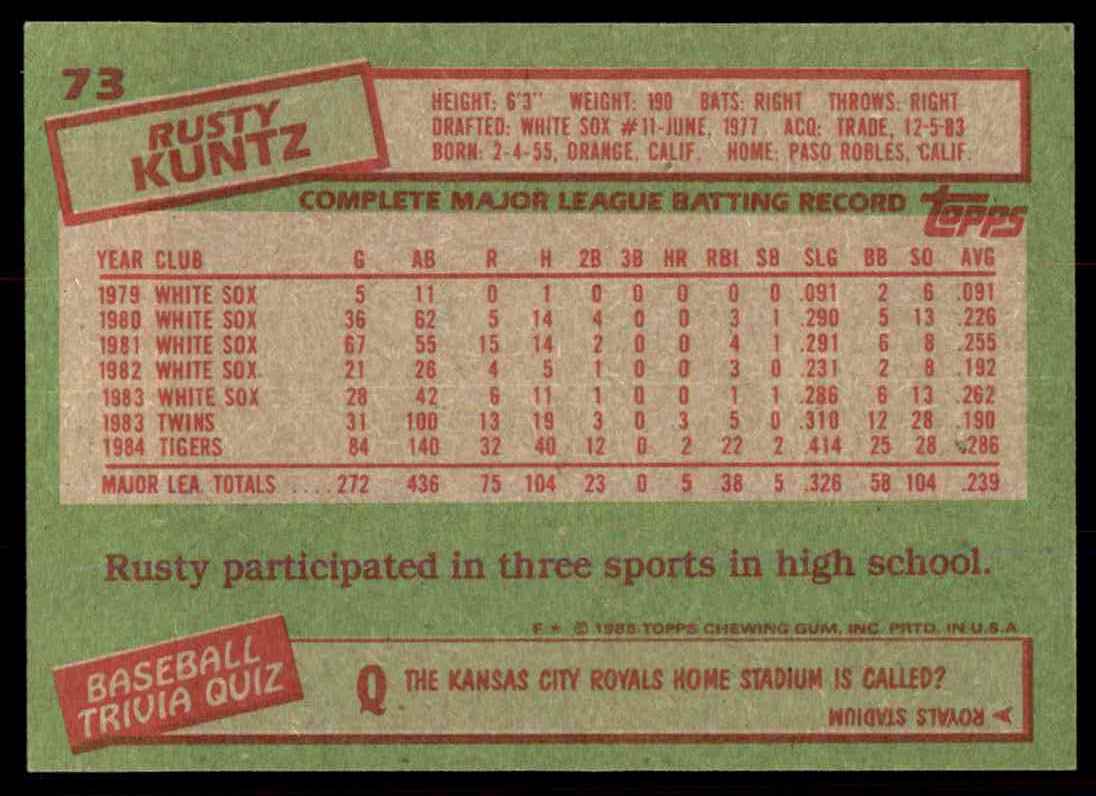 73
RUSTY
KUNTZ
HEIGHT: 6'3" WEIGHT: 190 BATS: RIGHT THROWS: RIGHT
DRAFTED: WHITE SOX #11-JUNE, 1977 ACQ: TRADE, 12-5-83
BORN: 2-4-55, ORANGE, CALIF. HOME: PASO ROBLES, CALIF.
COMPLETE MAJOR LEAGUE BATTING RECORD topps
YEAR CLUB G AB R H 2B 3B HR RBI SB SLG BB SO AVG
1979 WHITE SOX 5 11 0 1 0 0 0 0 0 .091 2 6 .091
1980 WHITE SOX 36 62 5 14 4 0 0 3 1 .290 5 13 .226
1981 WHITE SOX 67 55 15 14 2 0 0 4 1 .291 6 8 .255
1982 WHITE SOX 21 26 4 5 1 0 0 3 0 .231 2 8 .192
1983 WHITE SOX 28 42 6 11 1 0 0 1 1 .286 6 13 .262
1983 TWINS 31 100 13 19 3 0 3 5 0 .310 12 28 .190
1984 TIGERS 84 140 32 40 12 0 2 22 2 .414 25 28 .286
MAJOR LEA. TOTALS ....272 436 75 104 23 0 5 38 5 .326 58 104 .239
Rusty participated in three sports in high school.
F * © 1985 TOPPS CHEWING GUM, INC. PRTD. IN U.S.A.
BASEBALL
TRIVIA QUIZ
Q THE KANSAS CITY ROYALS HOME STADIUM IS CALLED?
A ROYALS STADIUM